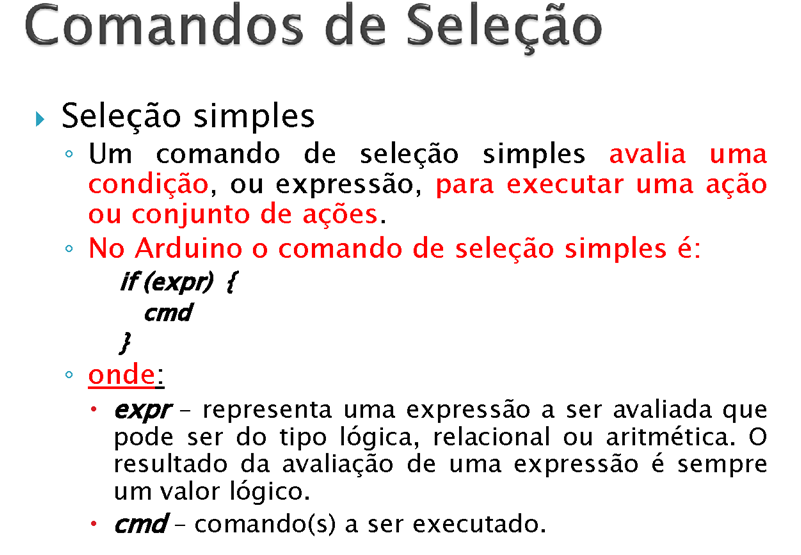 Comandos de Seleção
Seleção simples
Um comando de seleção simples avalia uma
condição, ou expressão, para executar uma ação
ou conjunto de ações.
No Arduino o comando de seleção simples é:
if (expr) {
cmd
}
onde:
expr – representa uma expressão a ser avaliada que
pode ser do tipo lógica, relacional ou aritmética. O
resultado da avaliação de uma expressão é sempre
um valor lógico.
cmd – comando(s) a ser executado.